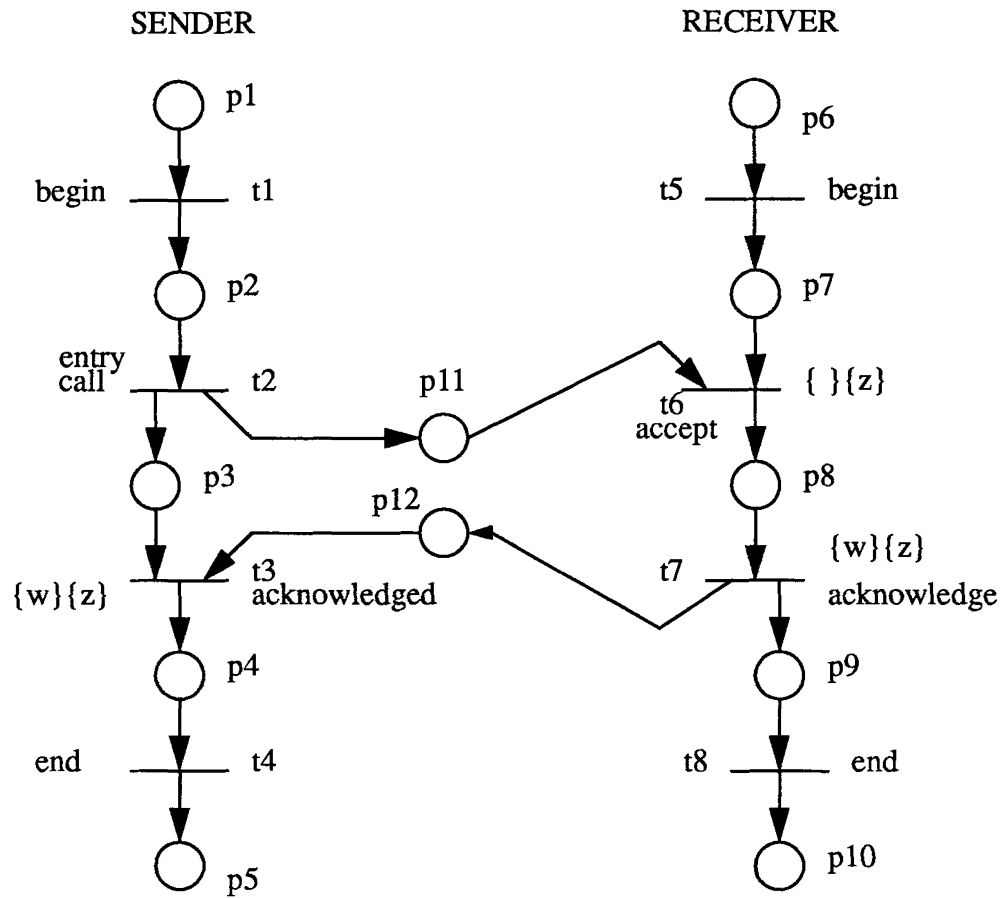 SENDER
RECEIVER
p1
p6
begin
t1
t5
begin
p2
p7
entry
call
t2
p11
t6
accept
{ }{z}
p3
p12
p8
{w}{z}
t3
acknowledged
t7
{w}{z}
acknowledge
p4
p9
end
t4
t8
end
p5
p10